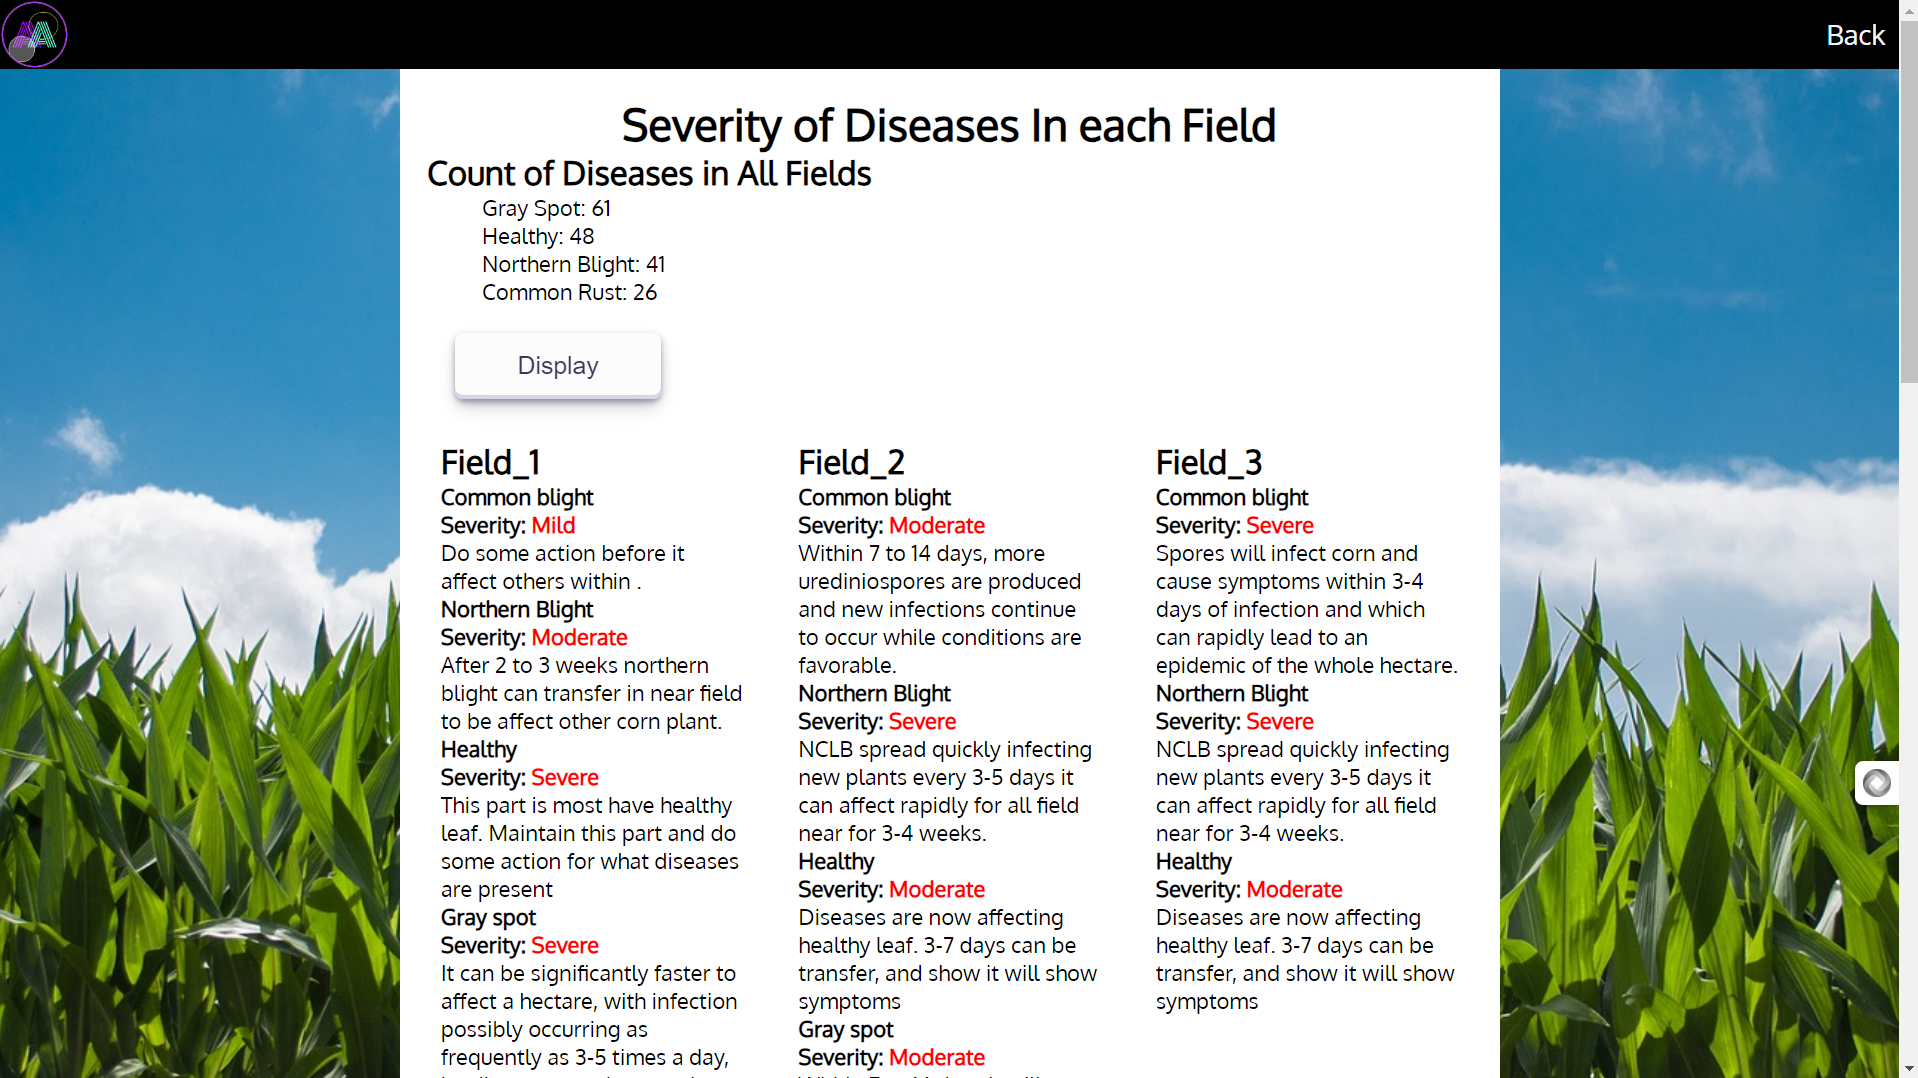 Back
Severity of Diseases In each Field
Count of Diseases in All Fields
Gray Spot: 61
Healthy: 48
Northern Blight: 41
Common Rust: 26
Display
Field_1
Common blight
Severity: Mild
Do some action before it
affect others within .
Northern Blight
Severity: Moderate
After 2 to 3 weeks northern
blight can transfer in near field
to be affect other corn plant.
Healthy
Severity: Severe
This part is most have healthy
leaf. Maintain this part and do
some action for what diseases
are present
Gray spot
Severity: Severe
It can be significantly faster to
affect a hectare, with infection
possibly occurring as
frequently as 3-5 times a day,
Field_2
Common blight
Severity: Moderate
Within 7 to 14 days, more
urediniospores are produced
and new infections continue
to occur while conditions are
favorable.
Northern Blight
Severity: Severe
NCLB spread quickly infecting
new plants every 3-5 days it
can affect rapidly for all field
near for 3-4 weeks.
Healthy
Severity: Moderate
Diseases are now affecting
healthy leaf. 3-7 days can be
transfer, and show it will show
symptoms
Gray spot
Severity: Moderate
Field_3
Common blight
Severity: Severe
Spores will infect corn and
cause symptoms within 3-4
days of infection and which
can rapidly lead to an
epidemic of the whole hectare.
Northern Blight
Severity: Severe
NCLB spread quickly infecting
new plants every 3-5 days it
can affect rapidly for all field
near for 3-4 weeks.
Healthy
Severity: Moderate
Diseases are now affecting
healthy leaf. 3-7 days can be
transfer, and show it will show
symptoms